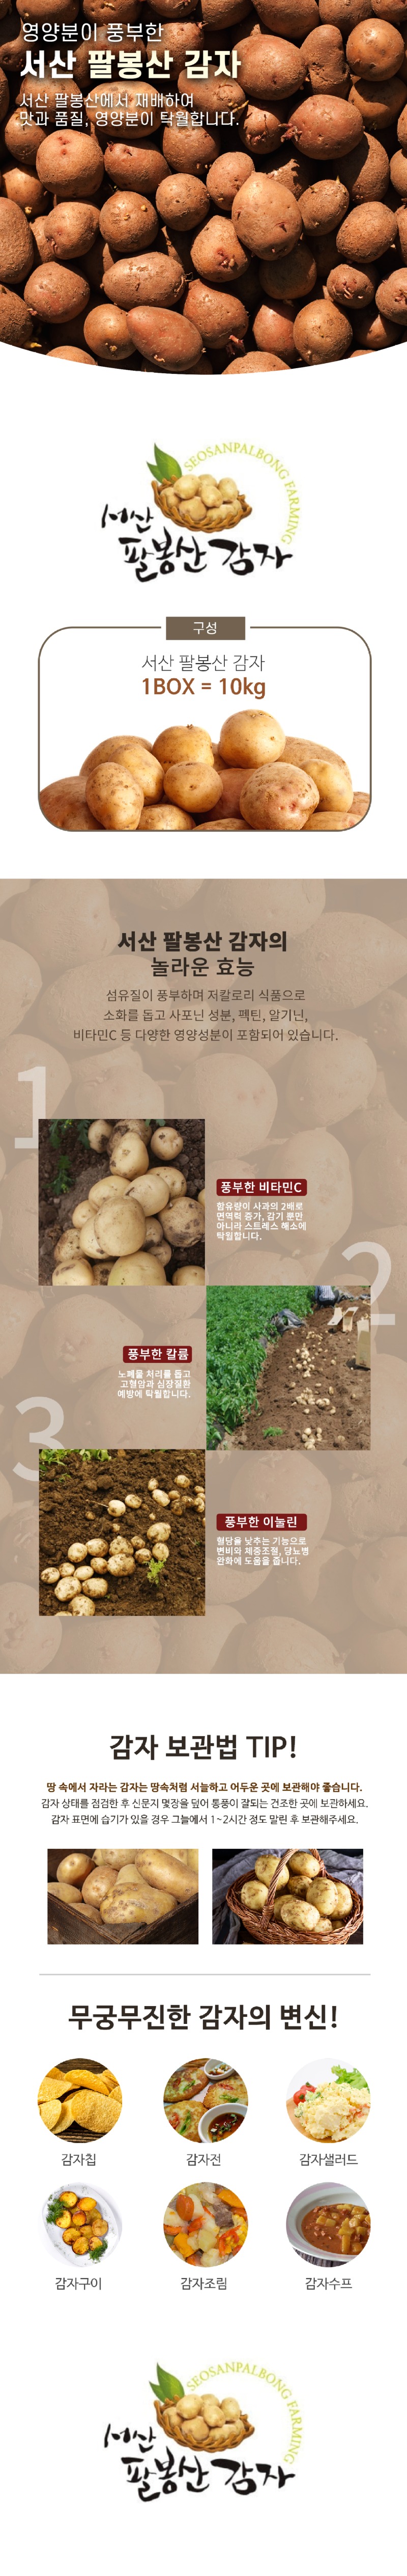 영양분이 풍부한
서산 팔봉산 감자
서산 팔봉산에서 재배하여
맛과 품질, 영양분이 탁월합니다.
SEOSANPALBONG FARMING
서산
팔봉산 감자
구성
서산 팔봉산 감자
1BOX = 10kg
서산 팔봉산 감자의
놀라운 효능
섬유질이 풍부하며 저칼로리 식품으로
소화를 돕고 사포닌 성분, 펙틴, 알기닌,
비타민C 등 다양한 영양성분이 포함되어 있습니다.
1
풍부한 비타민C
함유량이 사과의 2배로
면역력 증가, 감기 뿐만
아니라 스트레스 해소에
탁월합니다.
2
풍부한 칼륨
노폐물 처리를 돕고
고혈압과 심장질환
예방에 탁월합니다.
3
풍부한 이눌린
혈당을 낮추는 기능으로
변비와 체중조절, 당뇨병
완화에 도움을 줍니다.
감자 보관법 TIP!
땅 속에서 자라는 감자는 땅속처럼 서늘하고 어두운 곳에 보관해야 좋습니다.
감자 상태를 점검한 후 신문지 몇장을 덮어 통풍이 잘되는 건조한 곳에 보관하세요.
감자 표면에 습기가 있을 경우 그늘에서 1~2시간 정도 말린 후 보관해주세요.
무궁무진한 감자의 변신!
감자칩
감자전
감자샐러드
감자구이
감자조림
감자수프
SEOSANPALBONG FARMING
서산
팔봉산 감자